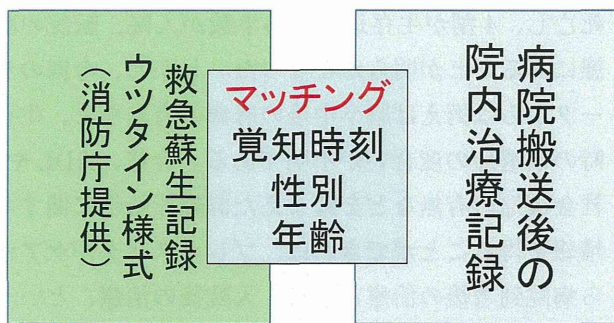 救急蘇生記録
ウツタイン様式
（消防庁提供）
マッチング
覚知時刻
性別
年齢
病院搬送後の
院内治療記録